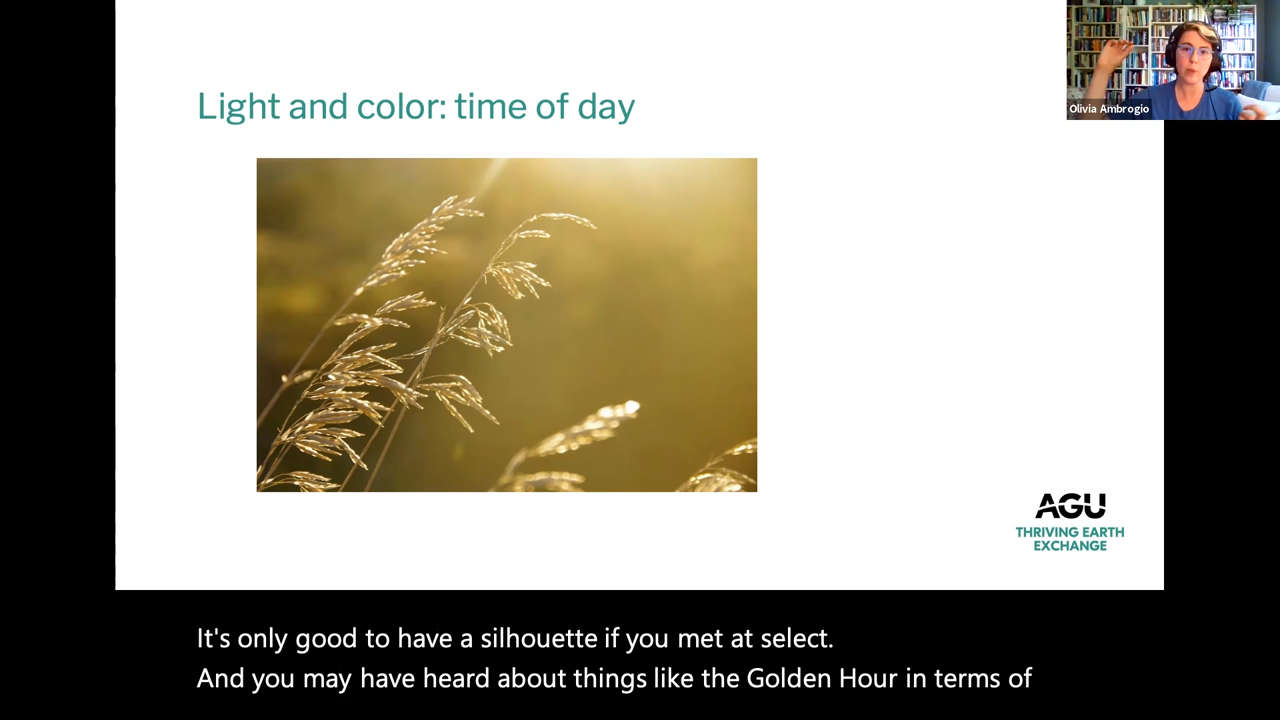 Olivia Ambrogio
Light and color: time of day
AGU
THRIVING EARTH
EXCHANGE
It's only good to have a silhouette if you met at select.
And you may have heard about things like the Golden Hour in terms of